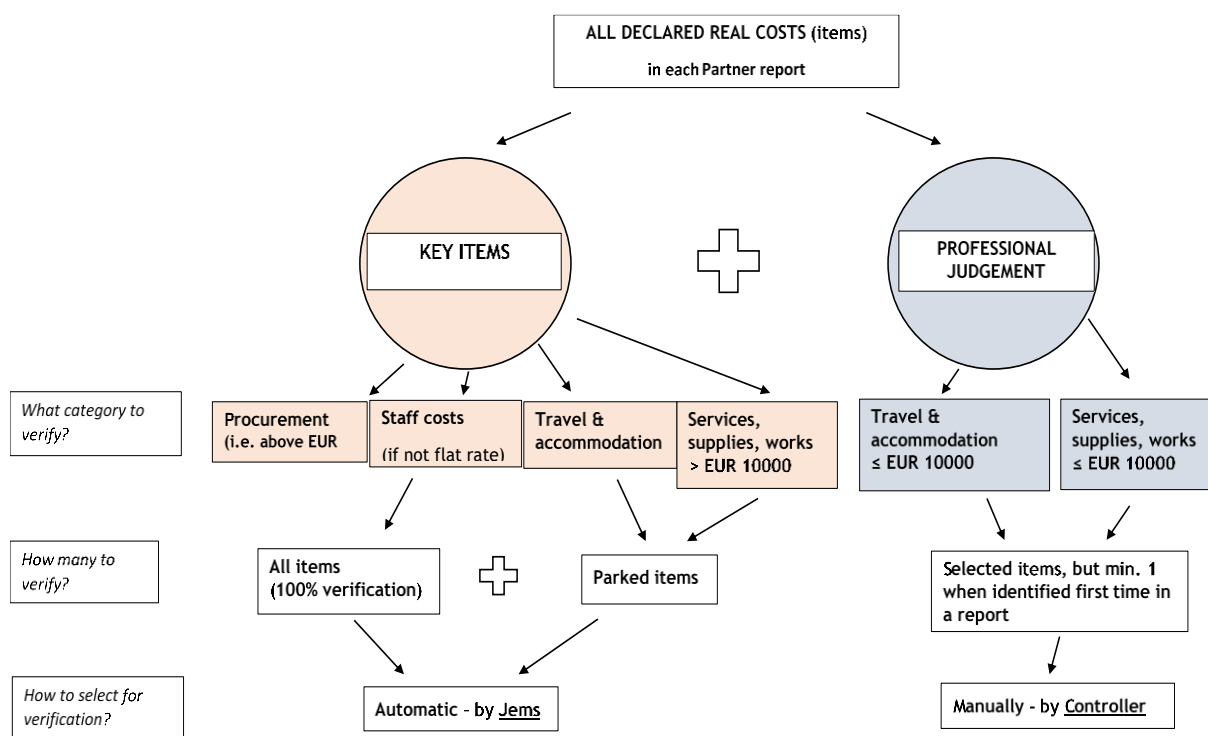 ALL DECLARED REAL COSTS (items)
in each Partner report
KEY ITEMS
PROFESSIONAL
JUDGEMENT
What category to
verify?
Procurement
(i.e. above EUR
Staff costs
(if not flat rate)
Travel &
accommodation
Services,
supplies, works
> EUR 10000
Travel &
accommodation
≤ EUR 10000
Services,
supplies, works
≤ EUR 10000
How many to
verify?
All items
(100% verification)
Parked items
Selected items, but min. 1
when identified first time in
a report
How to select for
verification?
Automatic - by Jems
Manually - by Controller